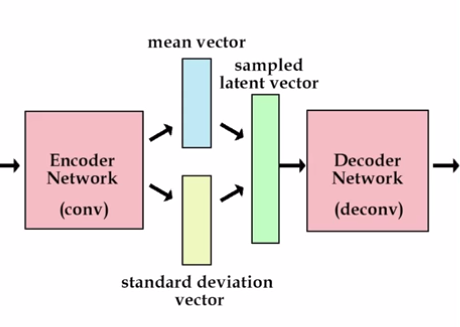 mean vector
sampled
latent vector
Encoder
Network
(conv)
Decoder
Network
(deconv)
standard deviation
vector